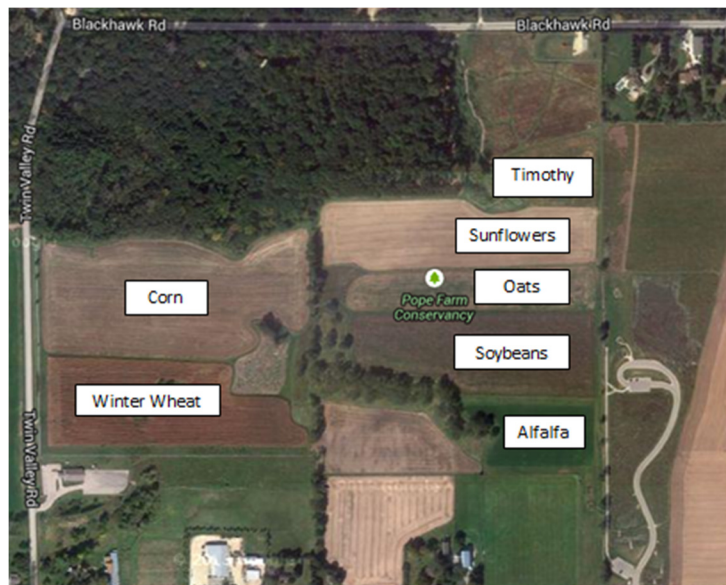 Blackhawk Rd
Blackhawk Rd
Twin Valley Rd
Timothy
Sunflowers
Oats
Pope Farm
Conservancy
Corn
Soybeans
Winter Wheat
Alfalfa
Twin Valley Rd